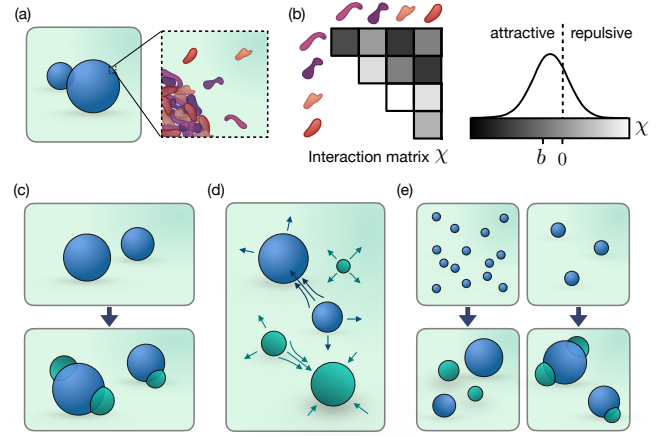 (a)
(b)
attractive
repulsive
Interaction matrix χ
χ
b
0
(c)
(d)
(e)